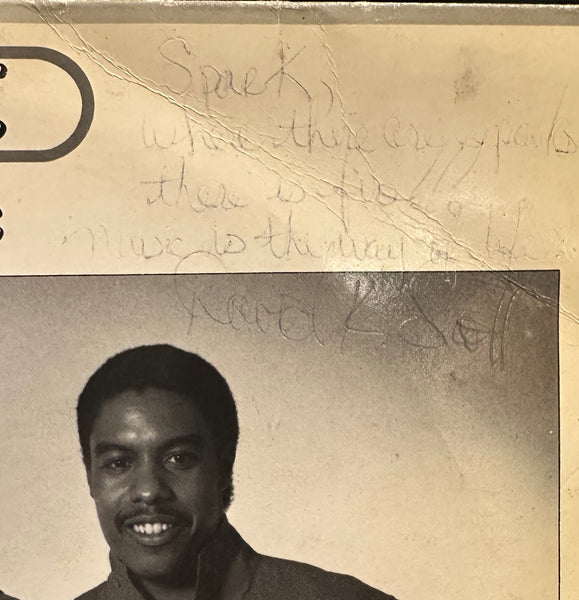 Spark,
where there are sparks
there is fire
Music is the way of life